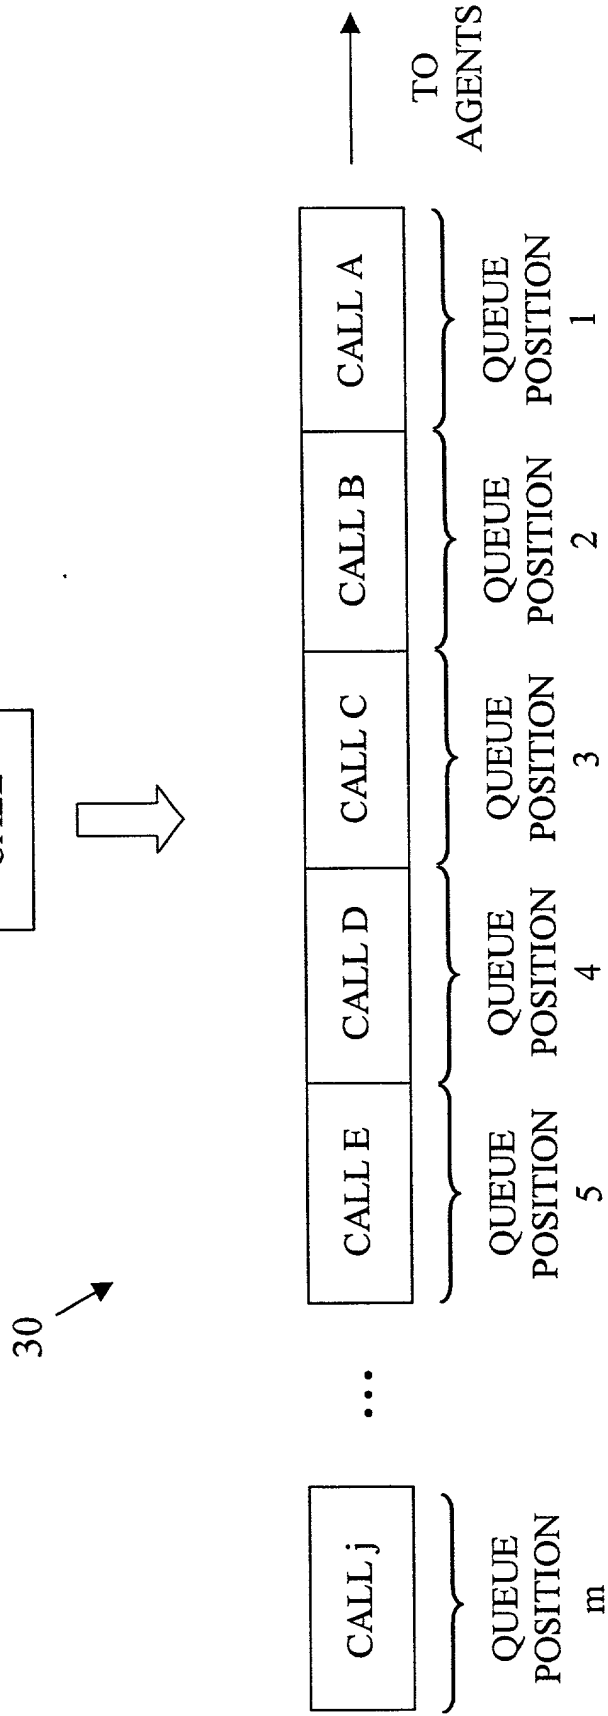 30
CALL j
...
CALL E
CALL D
CALL C
CALL B
CALL A
TO
AGENTS
QUEUE
POSITION
m
QUEUE
POSITION
5
QUEUE
POSITION
4
QUEUE
POSITION
3
QUEUE
POSITION
2
QUEUE
POSITION
1